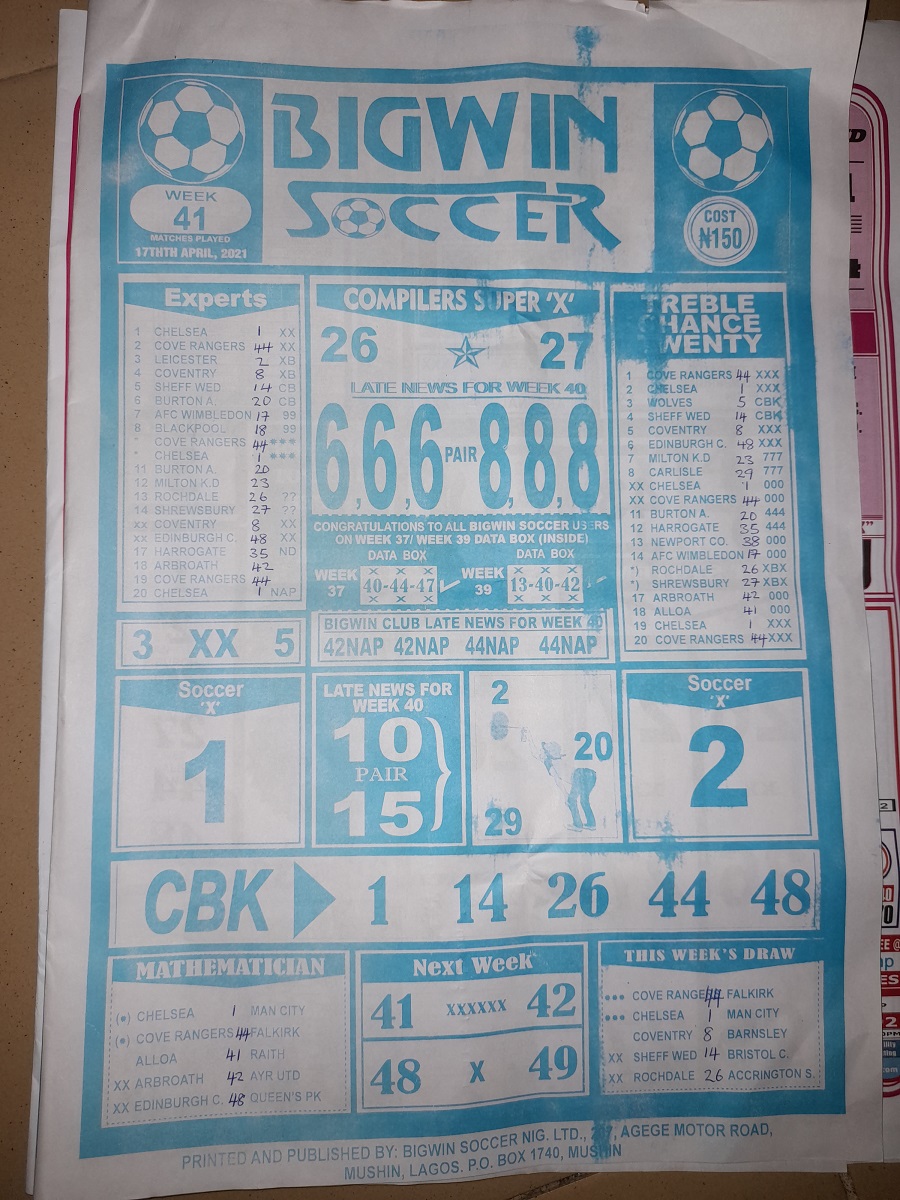 BIGWIN
SOCCER
WEEK
41
MATCHES PLAYED
17THTH APRIL, 2021
COST
₦150
Experts
1 CHELSEA 1 XX
2 COVE RANGERS 44 XX
3 LEICESTER 2 XB
4 COVENTRY 8 XB
5 SHEFF WED 14 CB
6 BURTON A. 20 CB
7 AFC WIMBLEDON 17 99
8 BLACKPOOL 18 99
* COVE RANGERS 44 ***
* CHELSEA 1 ***
11 BURTON A. 20
12 MILTON K.D 23
13 ROCHDALE 26 ??
14 SHREWSBURY 27 ??
xx COVENTRY 8 XX
xx EDINBURGH C. 48 XX
17 HARROGATE 35 ND
18 ARBROATH 42
19 COVE RANGERS 44
20 CHELSEA 1 NAP
3 XX 5
COMPILERS SUPER 'X'
26 27
LATE NEWS FOR WEEK 40
6,6,6 PAIR 8,8,8
CONGRATULATIONS TO ALL BIGWIN SOCCER USERS
ON WEEK 37/ WEEK 39 DATA BOX (INSIDE)
DATA BOX DATA BOX
WEEK 37
x x x
40-44-47
x x x
WEEK 39
x x x
13-40-42
x x x
BIGWIN CLUB LATE NEWS FOR WEEK 40
42NAP 42NAP 44NAP 44NAP
TREBLE
CHANCE
TWENTY
1 COVE RANGERS 44 XXX
2 CHELSEA 1 XXX
3 WOLVES 5 CBK
4 SHEFF WED 14 CBK
5 COVENTRY 8 XXX
6 EDINBURGH C. 48 XXX
7 MILTON K.D 23 777
8 CARLISLE 29 777
XX CHELSEA 1 000
XX COVE RANGERS 44 000
11 BURTON A. 20 444
12 HARROGATE 35 444
13 NEWPORT CO. 38 000
14 AFC WIMBLEDON 17 000
*) ROCHDALE 26 XBX
*) SHREWSBURY 27 XBX
17 ARBROATH 42 000
18 ALLOA 41 000
19 CHELSEA 1 XXX
20 COVE RANGERS 44 XXX
Soccer
'X'
1
LATE NEWS FOR
WEEK 40
10
PAIR
15
2
20
29
Soccer
'X'
2
CBK 1 14 26 44 48
MATHEMATICIAN
(•) CHELSEA 1 MAN CITY
(•) COVE RANGERS 44 FALKIRK
ALLOA 41 RAITH
XX ARBROATH 42 AYR UTD
XX EDINBURGH C. 48 QUEEN'S PK
Next Week
41 XXXXXX 42
48 X 49
THIS WEEK'S DRAW
*** COVE RANGE 44 FALKIRK
*** CHELSEA 1 MAN CITY
COVENTRY 8 BARNSLEY
XX SHEFF WED 14 BRISTOL C.
XX ROCHDALE 26 ACCRINGTON S.
PRINTED AND PUBLISHED BY: BIGWIN SOCCER NIG. LTD., AGEGE MOTOR ROAD,
MUSHIN, LAGOS. P.O. BOX 1740, MUSHIN